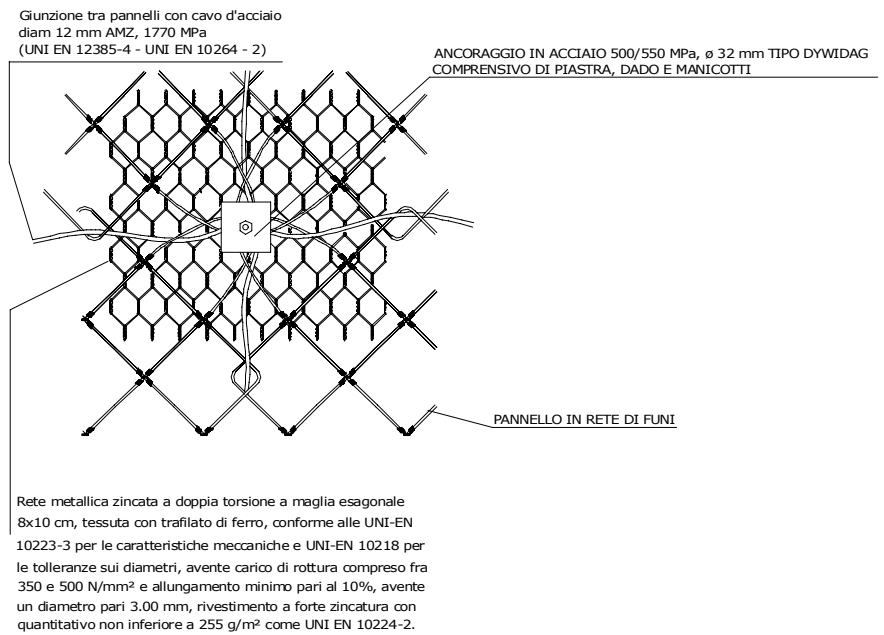 Giunzione tra pannelli con cavo d'acciaio
diam 12 mm AMZ, 1770 MPa
(UNI EN 12385-4 - UNI EN 10264 - 2)
ANCORAGGIO IN ACCIAIO 500/550 MPa, ø 32 mm TIPO DYWIDAG
COMPRENSIVO DI PIASTRA, DADO E MANICOTTI
PANNELLO IN RETE DI FUNI
Rete metallica zincata a doppia torsione a maglia esagonale
8x10 cm, tessuta con trafilato di ferro, conforme alle UNI-EN
10223-3 per le caratteristiche meccaniche e UNI-EN 10218 per
le tolleranze sui diametri, avente carico di rottura compreso fra
350 e 500 N/mm² e allungamento minimo pari al 10%, avente
un diametro pari 3.00 mm, rivestimento a forte zincatura con
quantitativo non inferiore a 255 g/m² come UNI EN 10224-2.